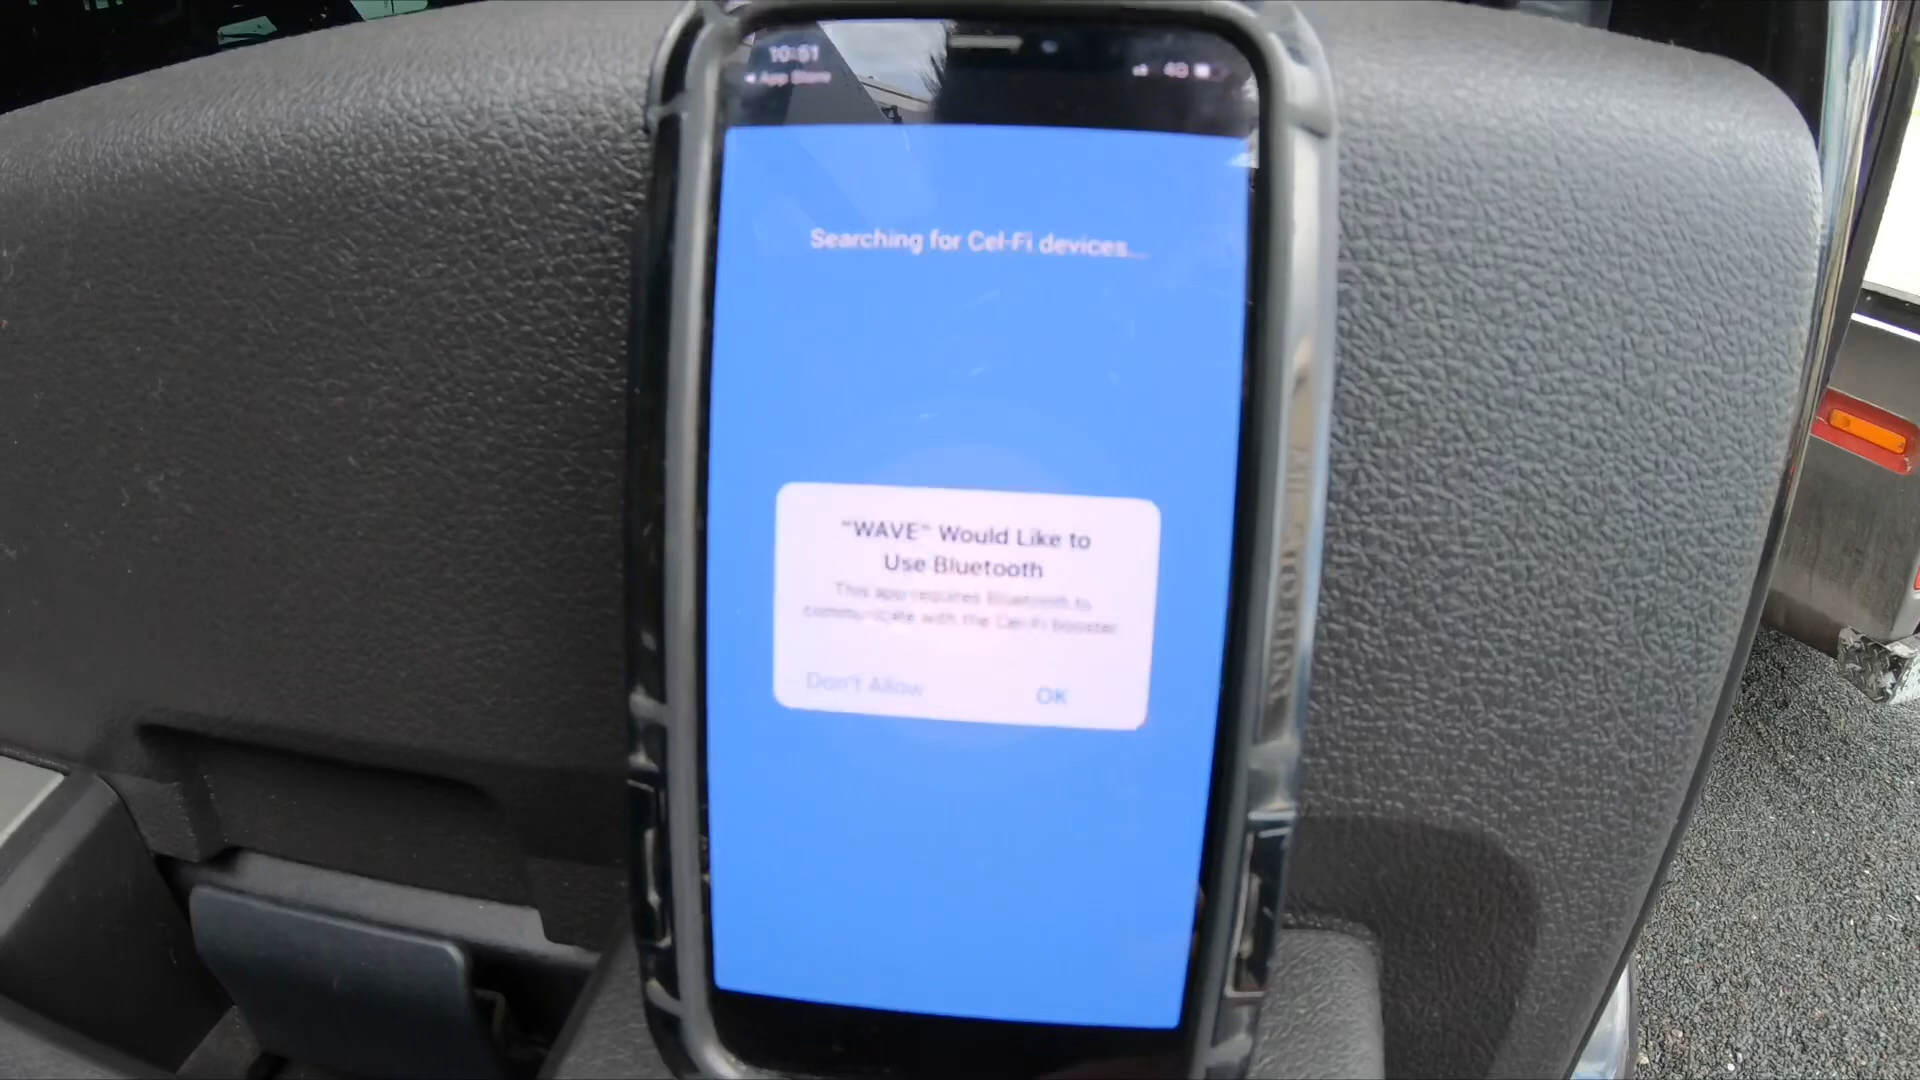 10:51
◀ App Store
4G
Searching for Cel-Fi devices...
"WAVE" Would Like to
Use Bluetooth
This app requires Bluetooth to
communicate with the Cel-Fi booster
Don't Allow
OK